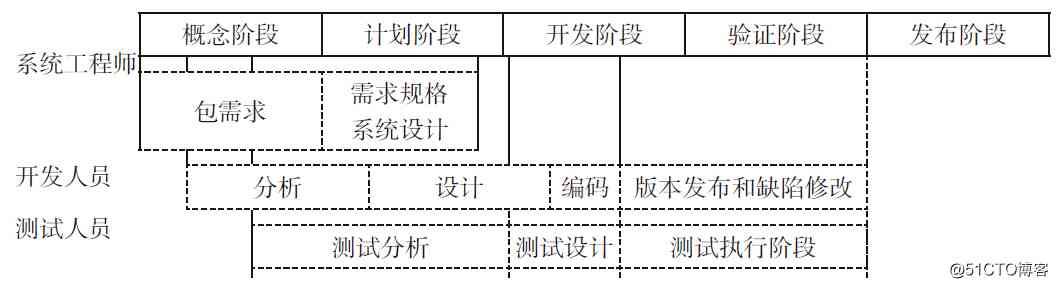 概念阶段 计划阶段 开发阶段 验证阶段 发布阶段
系统工程师
包需求
需求规格
系统设计
开发人员
分析 设计 编码 版本发布和缺陷修改
测试人员
测试分析 测试设计 测试执行阶段
@51CTO博客